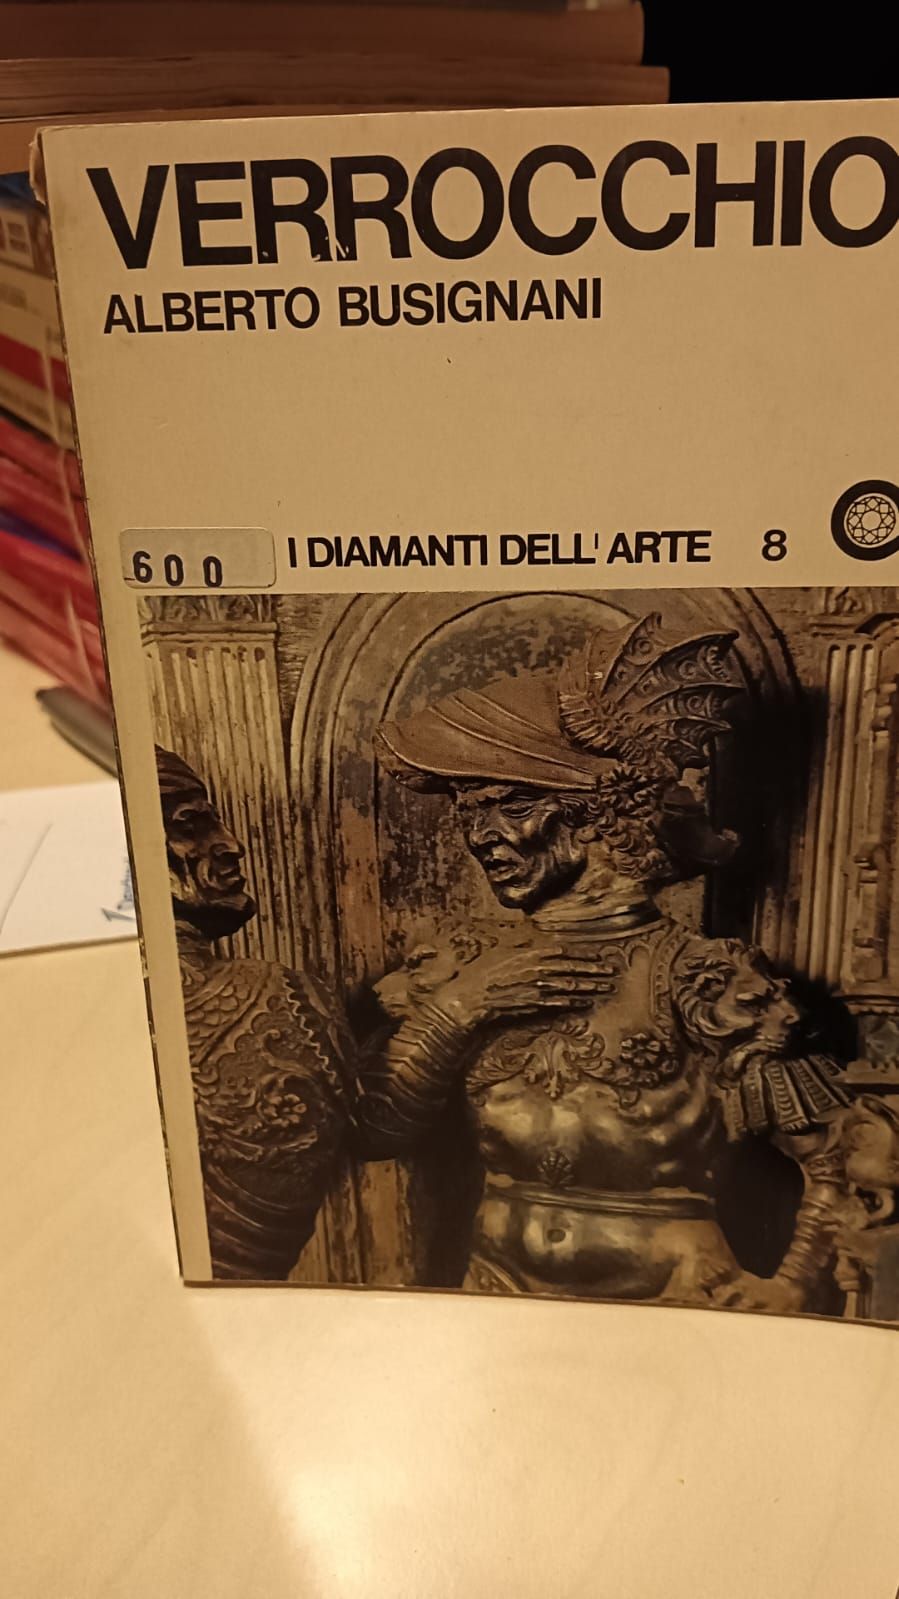 VERROCCHIO
ALBERTO BUSIGNANI
600
I DIAMANTI DELL' ARTE 8